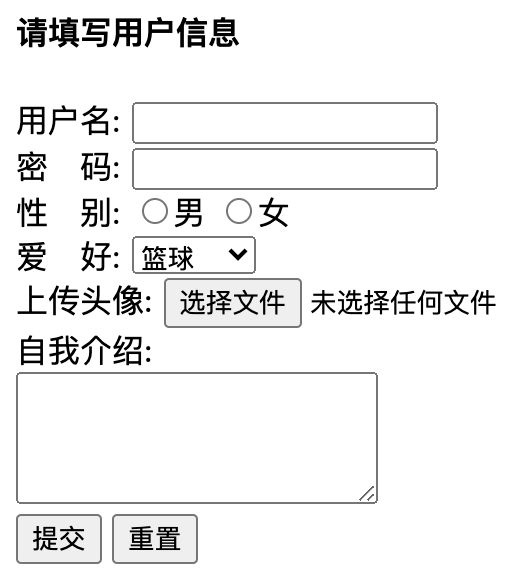 请填写用户信息
用户名:
密 码:
性 别: 男 女
爱 好: 篮球
上传头像: 选择文件 未选择任何文件
自我介绍:
提交 重置